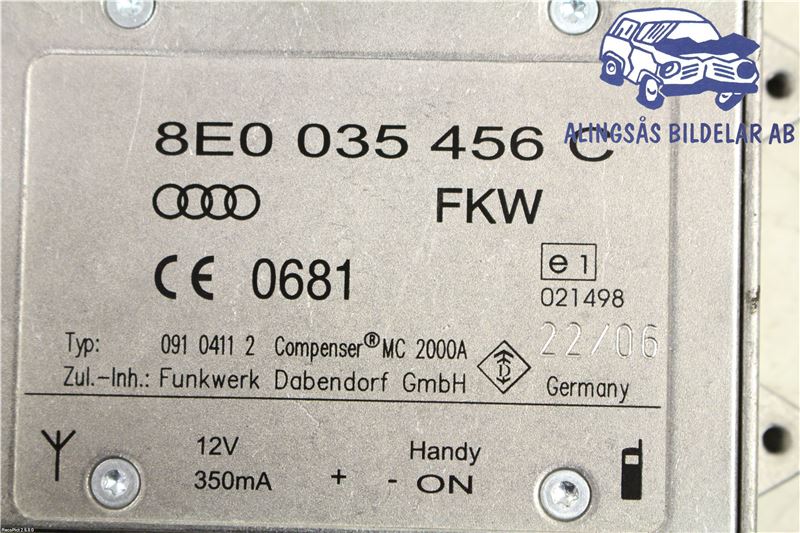 ALINGSÅS BILDELAR AB
8E0 035 456 C
FKW
CE 0681
e1
021498
22/06
Typ: 091 0411 2 Compenser® MC 2000A
Zul.-Inh.: Funkwerk Dabendorf GmbH
Germany
12V
350mA
+ -
Handy
ON